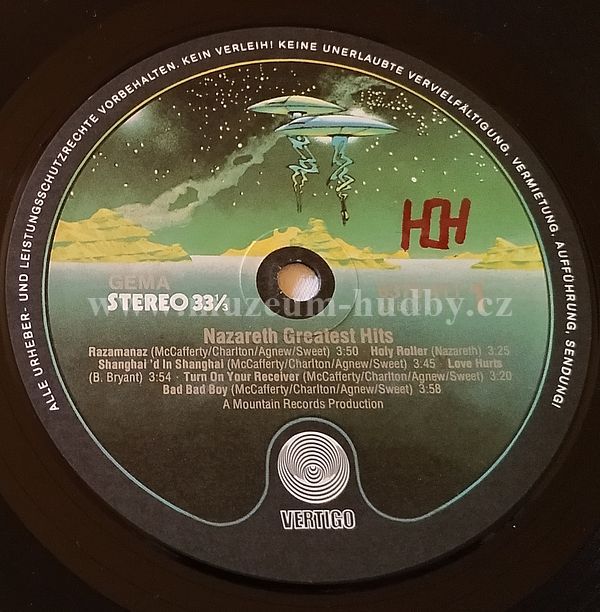 ALLE URHEBER- UND LEISTUNGSSCHUTZRECHTE VORBEHALTEN. KEIN VERLEIH! KEINE UNERLAUBTE VERVIELFÄLTIGUNG, VERMIETUNG, AUFFÜHRUNG, SENDUNG!
HCH
GEMA
STEREO 33⅓
www.muzeum-hudby.cz
Nazareth Greatest Hits
Razamanaz (McCafferty/Charlton/Agnew/Sweet) 3:50 · Holy Roller (Nazareth) 3:25
Shanghai 'd In Shanghai (McCafferty/Charlton/Agnew/Sweet) 3:45 · Love Hurts
(B. Bryant) 3:54 · Turn On Your Receiver (McCafferty/Charlton/Agnew/Sweet) 3:20
Bad Bad Boy (McCafferty/Charlton/Agnew/Sweet) 3:58
A Mountain Records Production
VERTIGO